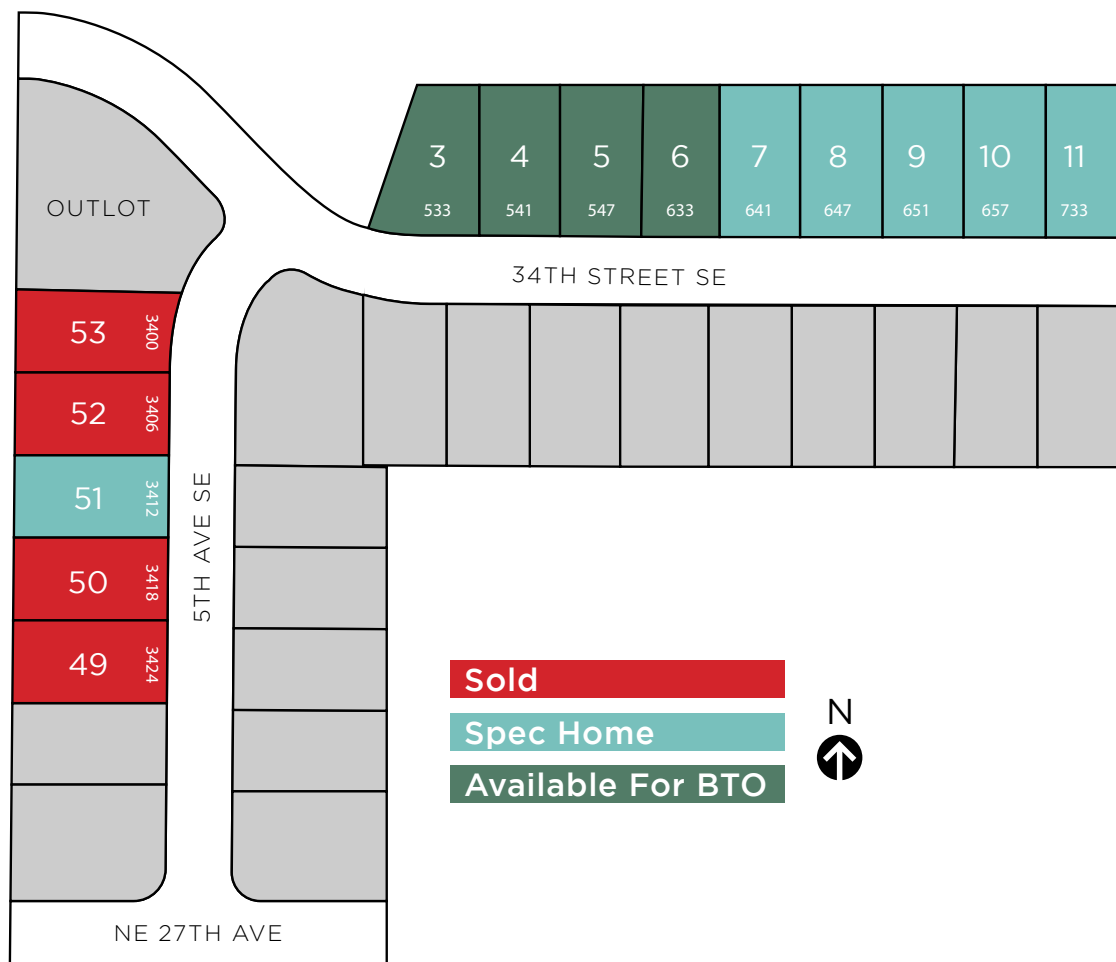 3 4 5 6 7 8 9 10 11
533 541 547 633 641 647 651 657 733
OUTLOT
34TH STREET SE
53 3400
52 3406
51 3412
50 3418
49 3424
5TH AVE SE
Sold
Spec Home
Available For BTO
N
NE 27TH AVE